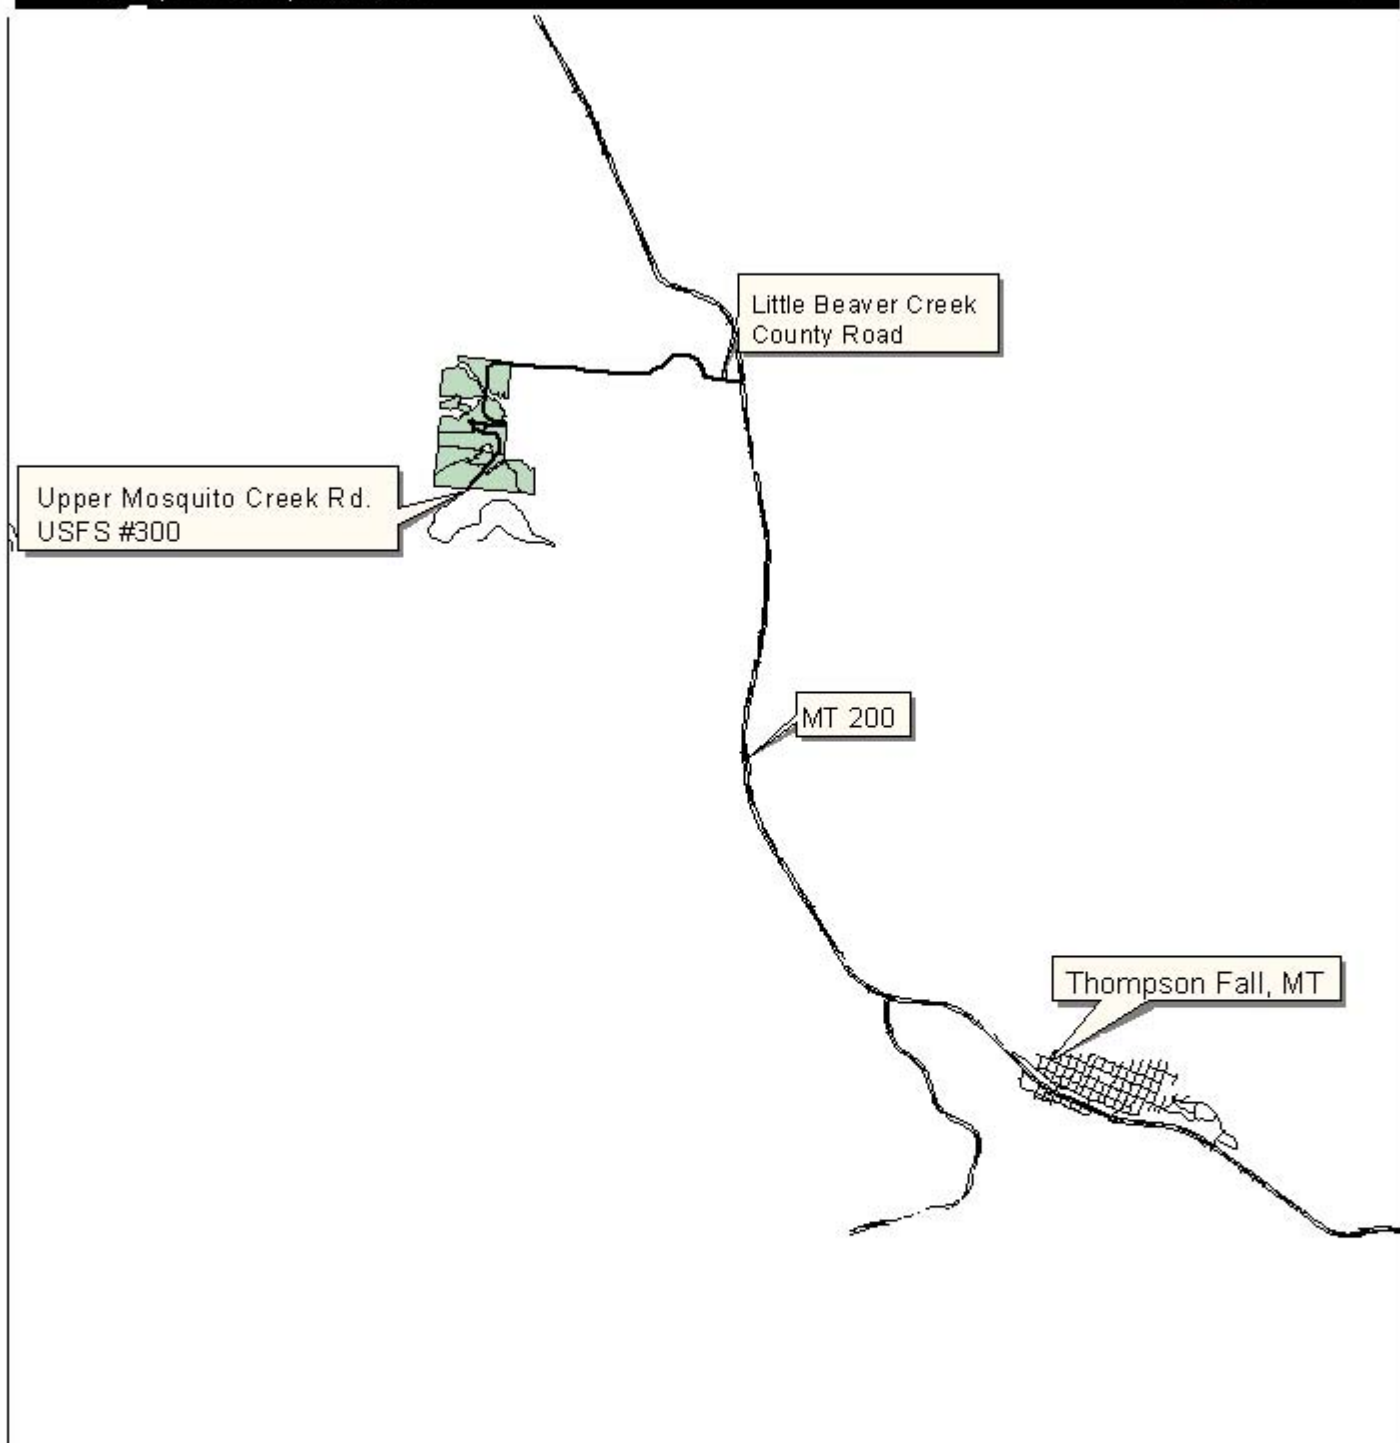 Little Beaver Creek
County Road
Upper Mosquito Creek Rd.
USFS #300
MT 200
Thompson Fall, MT